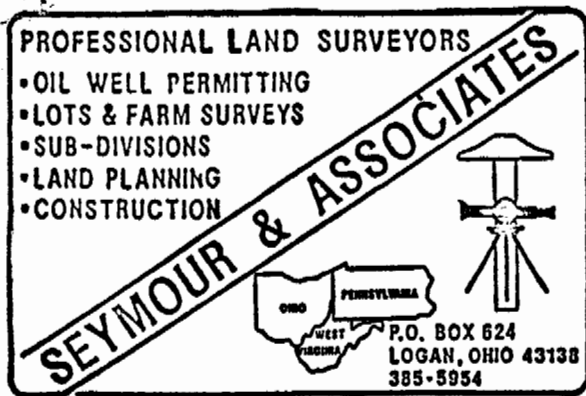 PROFESSIONAL LAND SURVEYORS
•OIL WELL PERMITTING
•LOTS & FARM SURVEYS
•SUB-DIVISIONS
•LAND PLANNING
•CONSTRUCTION
SEYMOUR & ASSOCIATES
OHIO
PENNSYLVANIA
WEST
VIRGINIA
P.O. BOX 624
LOGAN, OHIO 43138
385-5954